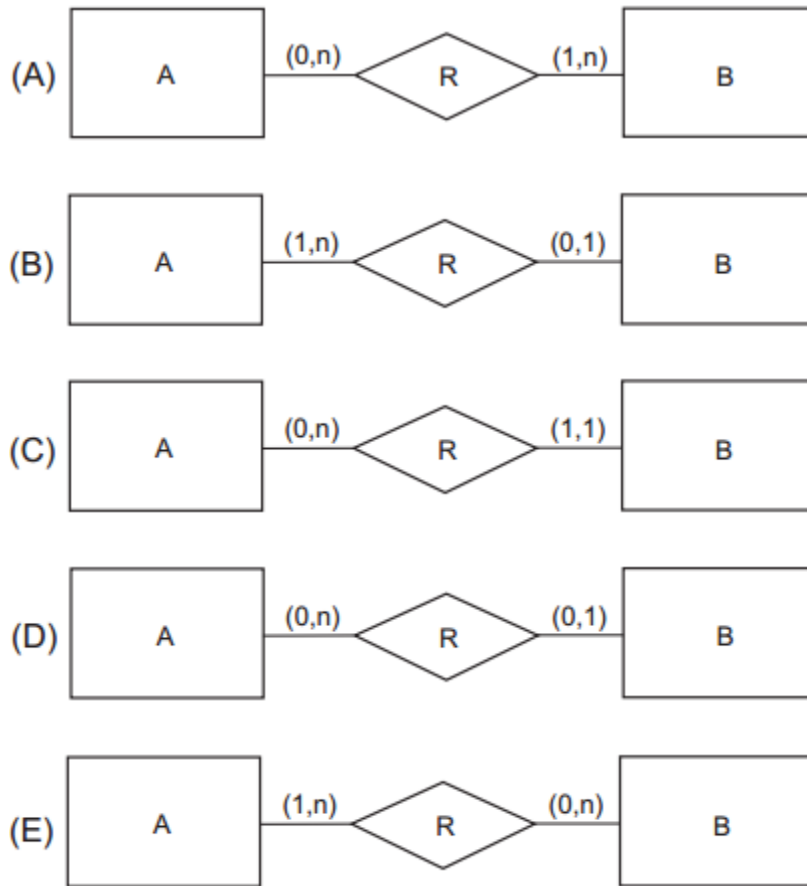 (A) A (0,n) R (1,n) B
(B) A (1,n) R (0,1) B
(C) A (0,n) R (1,1) B
(D) A (0,n) R (0,1) B
(E) A (1,n) R (0,n) B